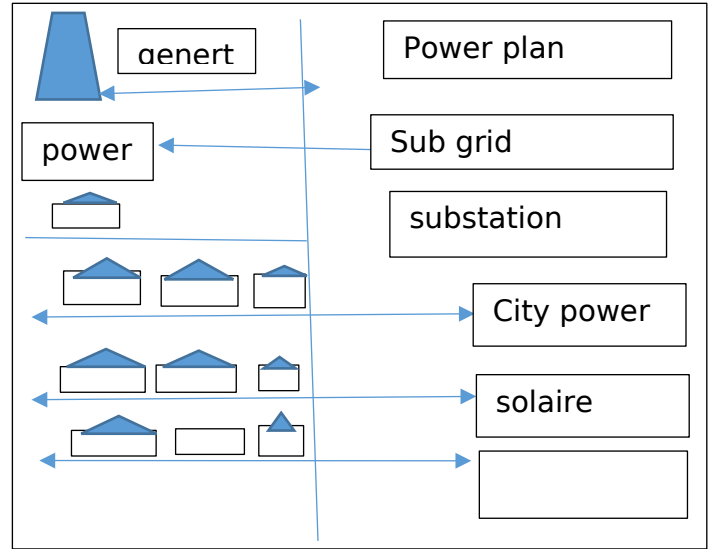 genert
Power plan
power
Sub grid
substation
City power
solaire